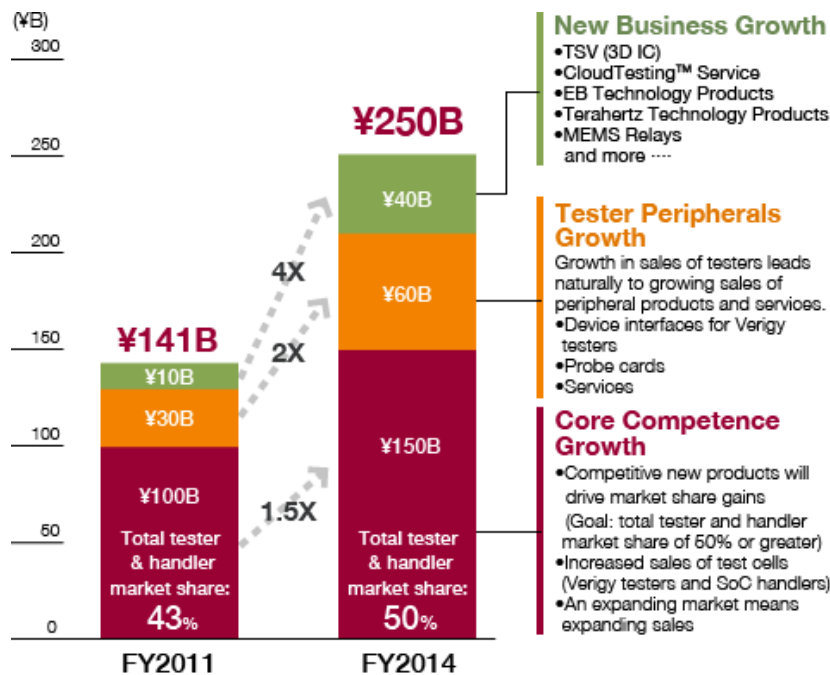 (¥B)
300
250
200
150
100
50
0
¥141B
¥10B
¥30B
¥100B
Total tester
& handler
market share:
43%
FY2011
4X
2X
1.5X
¥250B
¥40B
¥60B
¥150B
Total tester
& handler
market share:
50%
FY2014
New Business Growth
•TSV (3D IC)
•CloudTesting™ Service
•EB Technology Products
•Terahertz Technology Products
•MEMS Relays
and more ····
Tester Peripherals
Growth
Growth in sales of testers leads
naturally to growing sales of
peripheral products and services.
•Device interfaces for Verigy
testers
•Probe cards
•Services
Core Competence
Growth
•Competitive new products will
drive market share gains
(Goal: total tester and handler
market share of 50% or greater)
•Increased sales of test cells
(Verigy testers and SoC handlers)
•An expanding market means
expanding sales